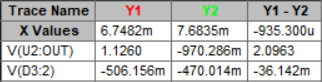 Trace Name Y1 Y2 Y1 - Y2
X Values 6.7482m 7.6835m -935.300u
V(U2:OUT) 1.1260 -970.286m 2.0963
V(D3:2) -506.156m -470.014m -36.142m